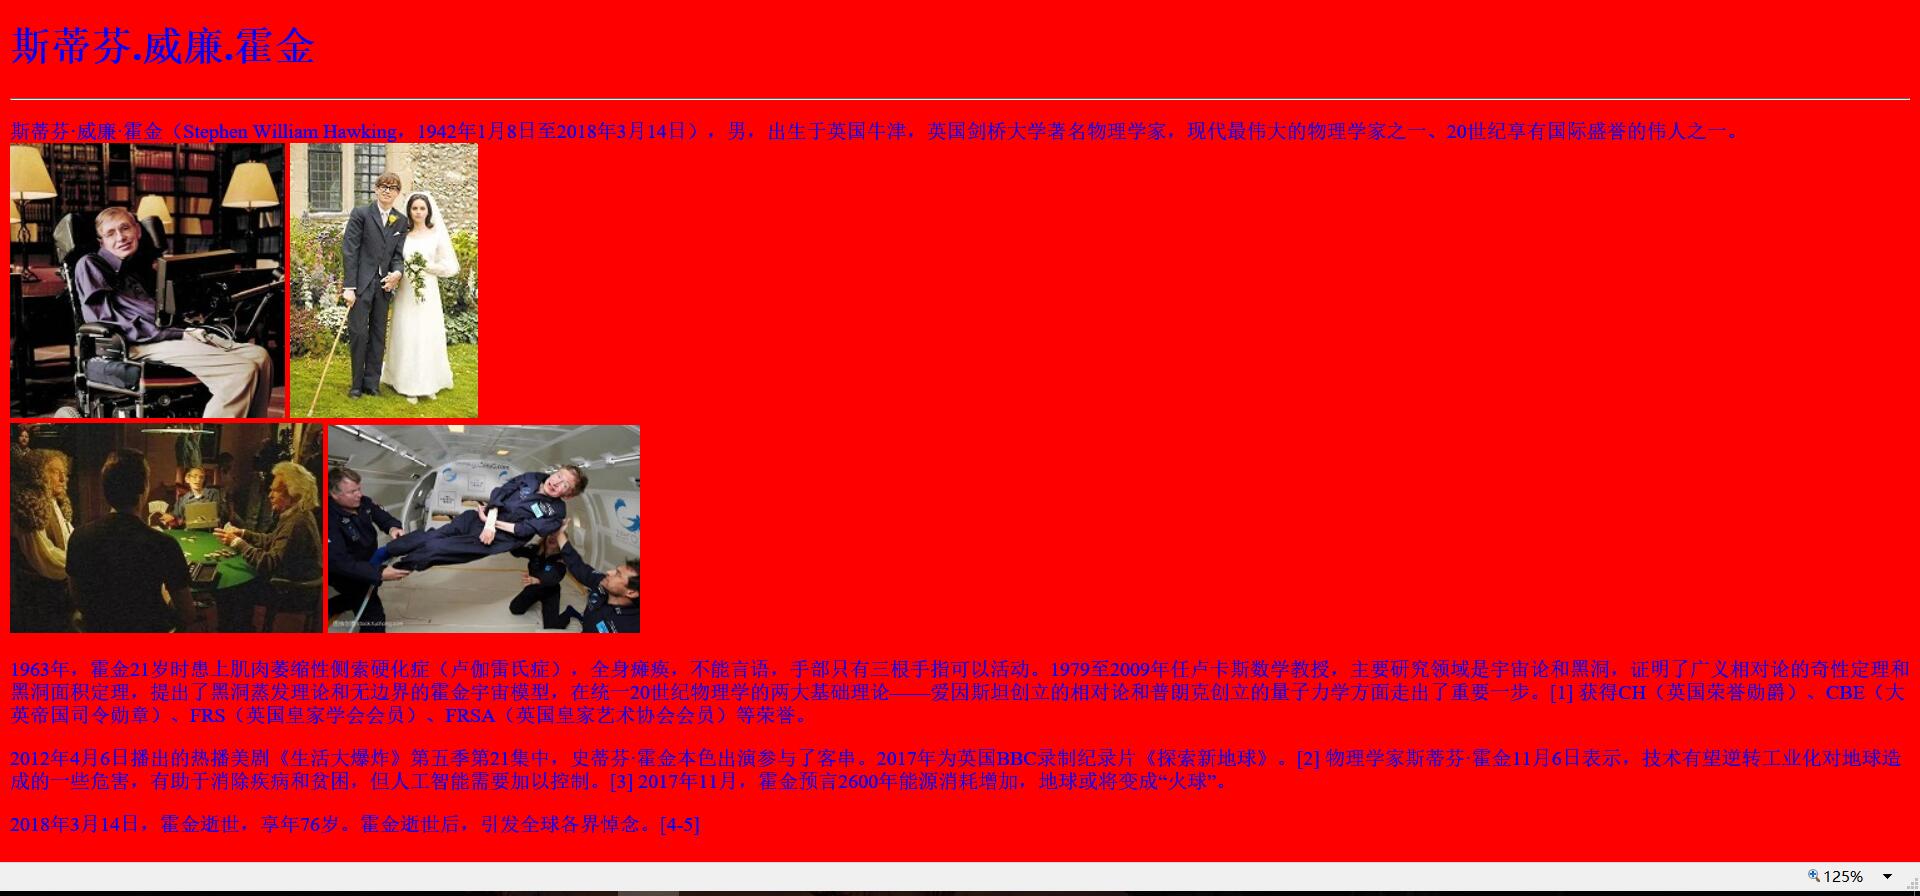 斯蒂芬.威廉.霍金
斯蒂芬·威廉·霍金（Stephen William Hawking，1942年1月8日至2018年3月14日），男，出生于英国牛津，英国剑桥大学著名物理学家，现代最伟大的物理学家之一、20世纪享有国际盛誉的伟人之一。
1963年，霍金21岁时患上肌肉萎缩性侧索硬化症（卢伽雷氏症），全身瘫痪，不能言语，手部只有三根手指可以活动。1979至2009年任卢卡斯数学教授，主要研究领域是宇宙论和黑洞，证明了广义相对论的奇性定理和
黑洞面积定理，提出了黑洞蒸发理论和无边界的霍金宇宙模型，在统一20世纪物理学的两大基础理论——爱因斯坦创立的相对论和普朗克创立的量子力学方面走出了重要一步。[1] 获得CH（英国荣誉勋爵）、CBE（大
英帝国司令勋章）、FRS（英国皇家学会会员）、FRSA（英国皇家艺术协会会员）等荣誉。
2012年4月6日播出的热播美剧《生活大爆炸》第五季第21集中，史蒂芬·霍金本色出演参与了客串。2017年为英国BBC录制纪录片《探索新地球》。[2] 物理学家斯蒂芬·霍金11月6日表示，技术有望逆转工业化对地球造
成的一些危害，有助于消除疾病和贫困，但人工智能需要加以控制。[3] 2017年11月，霍金预言2600年能源消耗增加，地球或将变成“火球”。
2018年3月14日，霍金逝世，享年76岁。霍金逝世后，引发全球各界悼念。[4-5]
125%